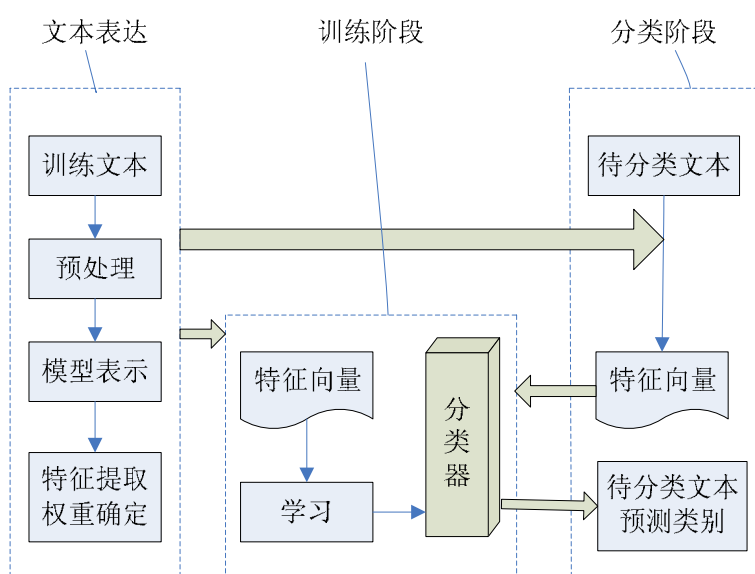 文本表达
训练阶段
分类阶段
训练文本
预处理
模型表示
特征提取
权重确定
特征向量
学习
分
类
器
待分类文本
特征向量
待分类文本
预测类别